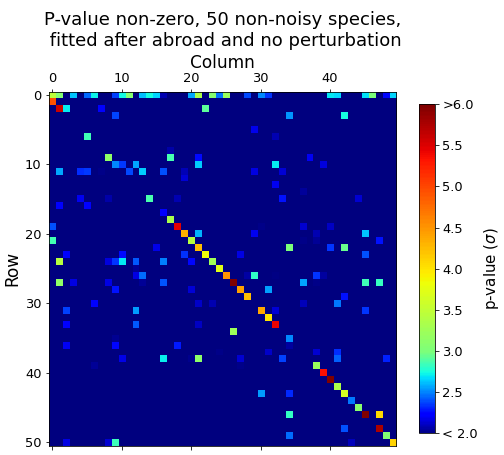 P-value non-zero, 50 non-noisy species,
fitted after abroad and no perturbation
Column
0 10 20 30 40
0
10
20
30
40
50
Row
>6.0
5.5
5.0
4.5
4.0
3.5
3.0
2.5
< 2.0
p-value (σ)